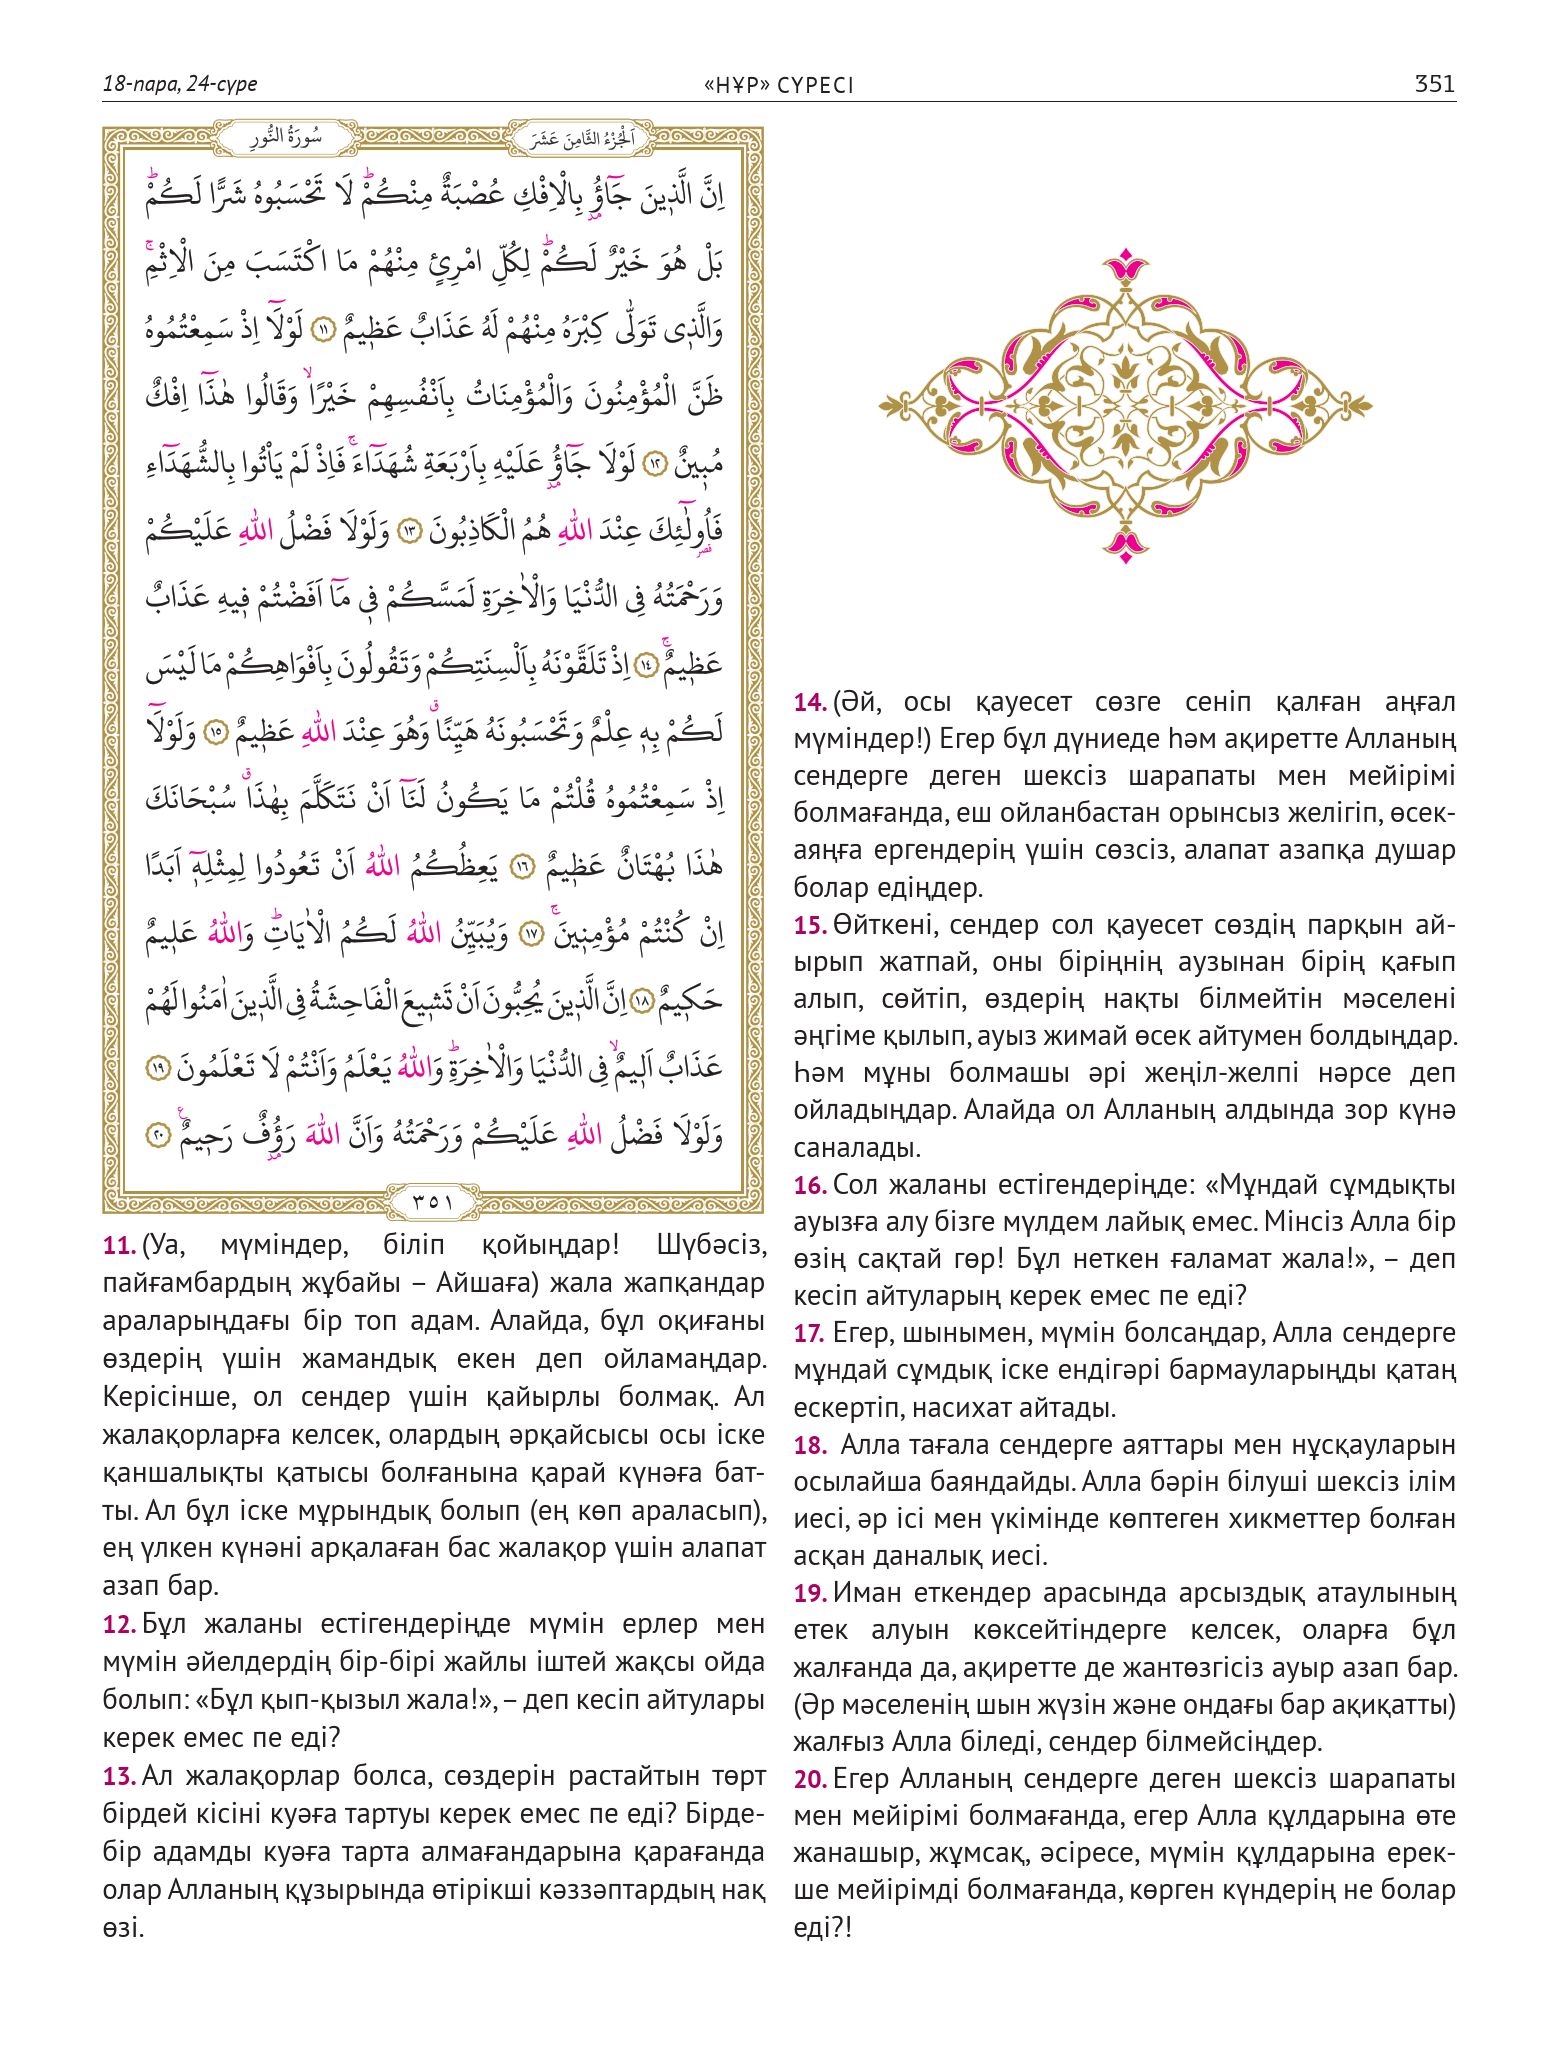 18-пара, 24-сүре
«НҰР» СҮРЕСІ
351
سُورَةُ النُّورِ
اَلْجُزْءُ الثَّامِنَ عَشَرَ
اِنَّ الَّذ۪ينَ جَٓاؤُ۫ بِالْاِفْكِ عُصْبَةٌ مِنْكُمْۜ لَا تَحْسَبُوهُ شَرًّا لَكُمْۜ
بَلْ هُوَ خَيْرٌ لَكُمْۜ لِكُلِّ امْرِئٍ مِنْهُمْ مَا اكْتَسَبَ مِنَ الْاِثْمِۚ
وَالَّذ۪ي تَوَلّٰى كِبْرَهُ مِنْهُمْ لَهُ عَذَابٌ عَظ۪يمٌ ١١ لَوْلَٓا اِذْ سَمِعْتُمُوهُ
ظَنَّ الْمُؤْمِنُونَ وَالْمُؤْمِنَاتُ بِاَنْفُسِهِمْ خَيْرًاۙ وَقَالُوا هٰذَٓا اِفْكٌ
مُب۪ينٌ ١٢ لَوْلَا جَٓاؤُ۫ عَلَيْهِ بِاَرْبَعَةِ شُهَدَٓاءَۚ فَاِذْ لَمْ يَأْتُوا بِالشُّهَدَٓاءِ
فَاُو۬لٰٓئِكَ عِنْدَ اللّٰهِ هُمُ الْكَاذِبُونَ ١٣ وَلَوْلَا فَضْلُ اللّٰهِ عَلَيْكُمْ
وَرَحْمَتُهُ فِي الدُّنْيَا وَالْاٰخِرَةِ لَمَسَّكُمْ ف۪ي مَٓا اَفَضْتُمْ ف۪يهِ عَذَابٌ
عَظ۪يمٌۚ ١٤ اِذْ تَلَقَّوْنَهُ بِاَلْسِنَتِكُمْ وَتَقُولُونَ بِاَفْوَاهِكُمْ مَا لَيْسَ
لَكُمْ بِه۪ عِلْمٌ وَتَحْسَبُونَهُ هَيِّنًاۗ وَهُوَ عِنْدَ اللّٰهِ عَظ۪يمٌ ١٥ وَلَوْلَٓا
اِذْ سَمِعْتُمُوهُ قُلْتُمْ مَا يَكُونُ لَنَٓا اَنْ نَتَكَلَّمَ بِهٰذَاۗ سُبْحَانَكَ
هٰذَا بُهْتَانٌ عَظ۪يمٌ ١٦ يَعِظُكُمُ اللّٰهُ اَنْ تَعُودُوا لِمِثْلِه۪ٓ اَبَدًا
اِنْ كُنْتُمْ مُؤْمِن۪ينَۚ ١٧ وَيُبَيِّنُ اللّٰهُ لَكُمُ الْاٰيَاتِۜ وَاللّٰهُ عَل۪يمٌ
حَك۪يمٌ ١٨ اِنَّ الَّذ۪ينَ يُحِبُّونَ اَنْ تَش۪يعَ الْفَاحِشَةُ فِي الَّذ۪ينَ اٰمَنُوا لَهُمْ
عَذَابٌ اَل۪يمٌۙ فِي الدُّنْيَا وَالْاٰخِرَةِۜ وَاللّٰهُ يَعْلَمُ وَاَنْتُمْ لَا تَعْلَمُونَ ١٩
وَلَوْلَا فَضْلُ اللّٰهِ عَلَيْكُمْ وَرَحْمَتُهُ وَاَنَّ اللّٰهَ رَؤُ۫فٌ رَح۪يمٌ۟ ٢٠
٣٥١
11. (Уа, мүміндер, біліп қойыңдар! Шүбәсіз,
пайғамбардың жұбайы – Айшаға) жала жапқандар
араларыңдағы бір топ адам. Алайда, бұл оқиғаны
өздерің үшін жамандық екен деп ойламаңдар.
Керісінше, ол сендер үшін қайырлы болмақ. Ал
жалақорларға келсек, олардың әрқайсысы осы іске
қаншалықты қатысы болғанына қарай күнәға бат-
ты. Ал бұл іске мұрындық болып (ең көп араласып),
ең үлкен күнәні арқалаған бас жалақор үшін алапат
азап бар.
12. Бұл жаланы естігендеріңде мүмін ерлер мен
мүмін әйелдердің бір-бірі жайлы іштей жақсы ойда
болып: «Бұл қып-қызыл жала!», – деп кесіп айтулары
керек емес пе еді?
13. Ал жалақорлар болса, сөздерін растайтын төрт
бірдей кісіні куәға тартуы керек емес пе еді? Бірде-
бір адамды куәға тарта алмағандарына қарағанда
олар Алланың құзырында өтірікші кәззәптардың нақ
өзі.
14. (Әй, осы қауесет сөзге сеніп қалған аңғал
мүміндер!) Егер бұл дүниеде һәм ақиретте Алланың
сендерге деген шексіз шарапаты мен мейірімі
болмағанда, еш ойланбастан орынсыз желігіп, өсек-
аяңға ергендерің үшін сөзсіз, алапат азапқа душар
болар едіңдер.
15. Өйткені, сендер сол қауесет сөздің парқын ай-
ырып жатпай, оны біріңнің аузынан бірің қағып
алып, сөйтіп, өздерің нақты білмейтін мәселені
әңгіме қылып, ауыз жимай өсек айтумен болдыңдар.
Һәм мұны болмашы әрі жеңіл-желпі нәрсе деп
ойладыңдар. Алайда ол Алланың алдында зор күнә
саналады.
16. Сол жаланы естігендеріңде: «Мұндай сұмдықты
ауызға алу бізге мүлдем лайық емес. Мінсіз Алла бір
өзің сақтай гөр! Бұл неткен ғаламат жала!», – деп
кесіп айтуларың керек емес пе еді?
17. Егер, шынымен, мүмін болсаңдар, Алла сендерге
мұндай сұмдық іске ендігәрі бармауларыңды қатаң
ескертіп, насихат айтады.
18. Алла тағала сендерге аяттары мен нұсқауларын
осылайша баяндайды. Алла бәрін білуші шексіз ілім
иесі, әр ісі мен үкімінде көптеген хикметтер болған
асқан даналық иесі.
19. Иман еткендер арасында арсыздық атаулының
етек алуын көксейтіндерге келсек, оларға бұл
жалғанда да, ақиретте де жантөзгісіз ауыр азап бар.
(Әр мәселенің шын жүзін және ондағы бар ақиқатты)
жалғыз Алла біледі, сендер білмейсіңдер.
20. Егер Алланың сендерге деген шексіз шарапаты
мен мейірімі болмағанда, егер Алла құлдарына өте
жанашыр, жұмсақ, әсіресе, мүмін құлдарына ерек-
ше мейірімді болмағанда, көрген күндерің не болар
еді?!